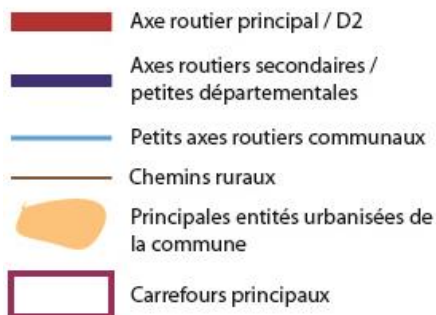 Axe routier principal / D2
Axes routiers secondaires /
petites départementales
Petits axes routiers communaux
Chemins ruraux
Principales entités urbanisées de
la commune
Carrefours principaux